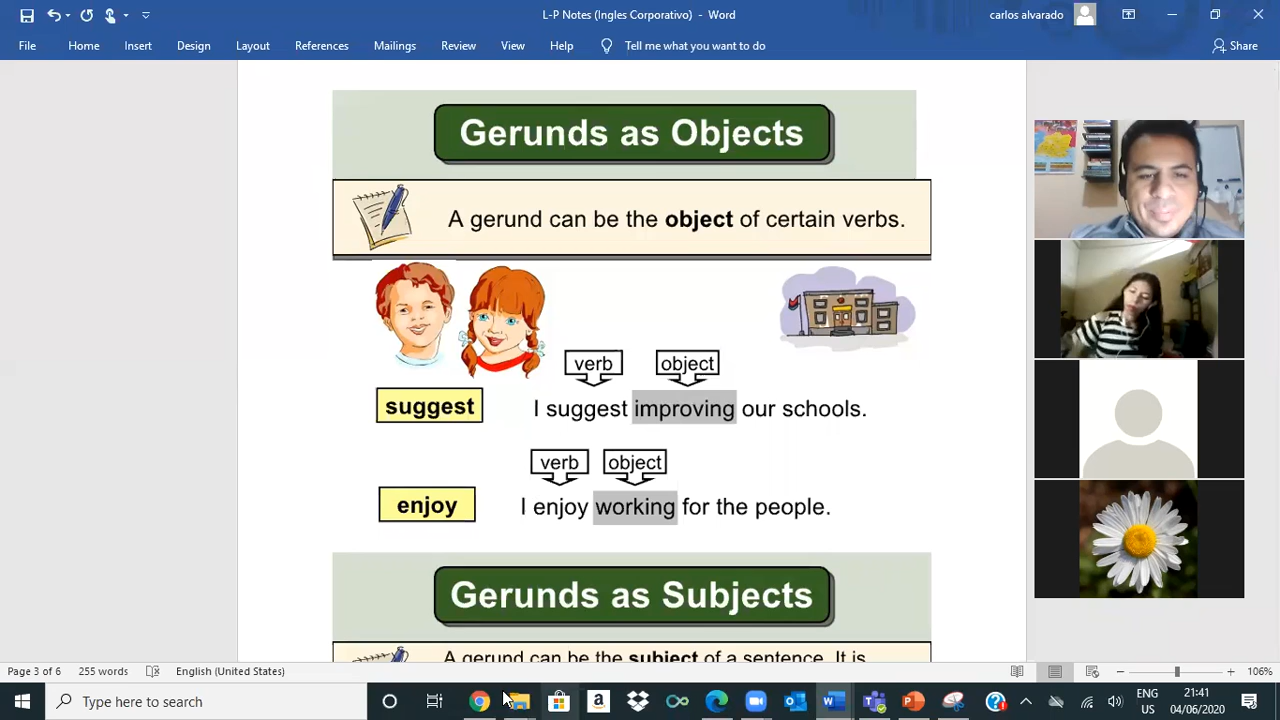 L-P Notes (Ingles Corporativo) - Word
carlos alvarado
File Home Insert Design Layout References Mailings Review View Help Tell me what you want to do Share
Gerunds as Objects
A gerund can be the object of certain verbs.
verb object
suggest I suggest improving our schools.
verb object
enjoy I enjoy working for the people.
Gerunds as Subjects
A gerund can be the subject of a sentence. It is
Page 3 of 6 255 words English (United States) 106%
Type here to search
ENG 21:41
US 04/06/2020